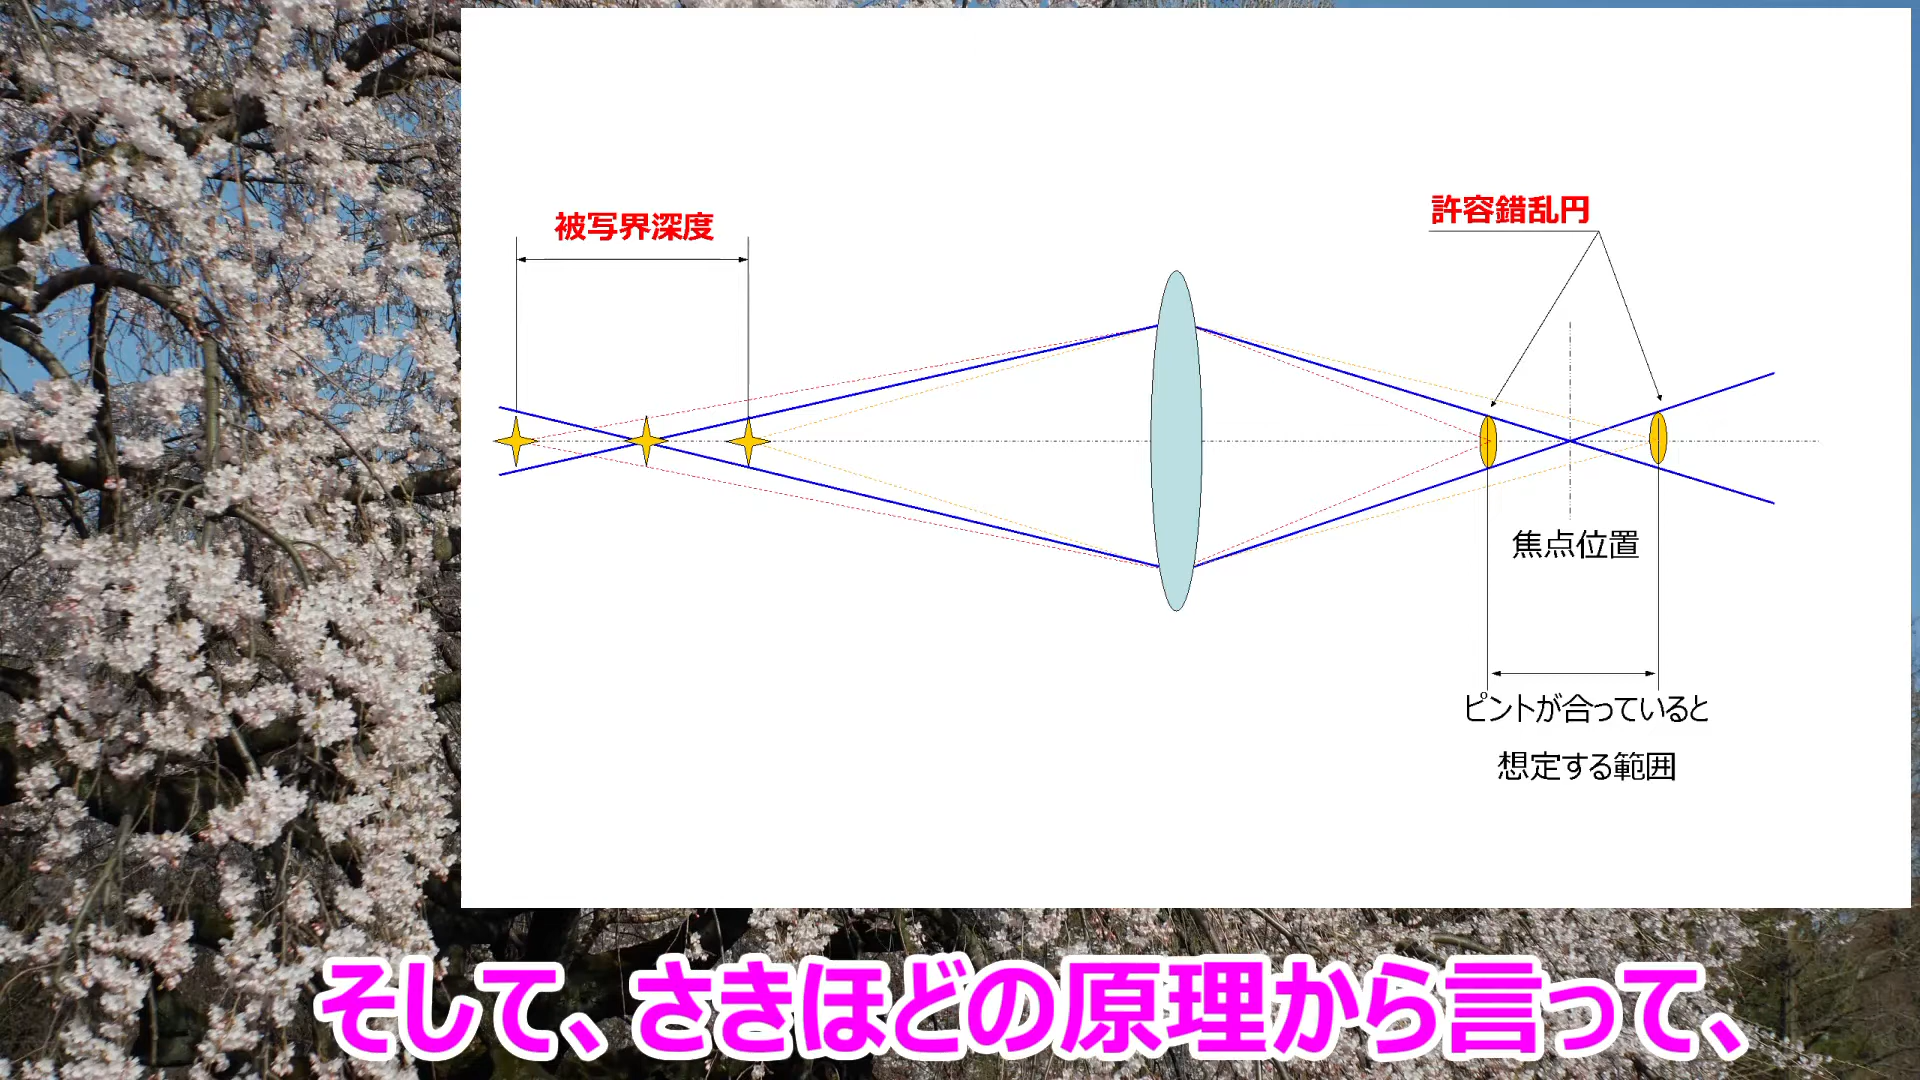 被写界深度
許容錯乱円
焦点位置
ピントが合っていると
想定する範囲
そして、さきほどの原理から言って、